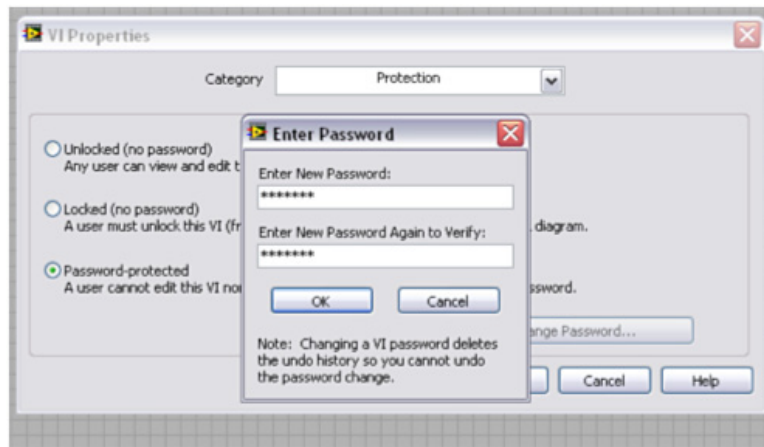 VI Properties
Category
Protection
Unlocked (no password)
Any user can view and edit t
Locked (no password)
A user must unlock this VI (fr
diagram.
Password-protected
A user cannot edit this VI nor
ssword.
ange Password...
Cancel
Help
Enter Password
Enter New Password:
*******
Enter New Password Again to Verify:
*******
OK
Cancel
Note: Changing a VI password deletes
the undo history so you cannot undo
the password change.